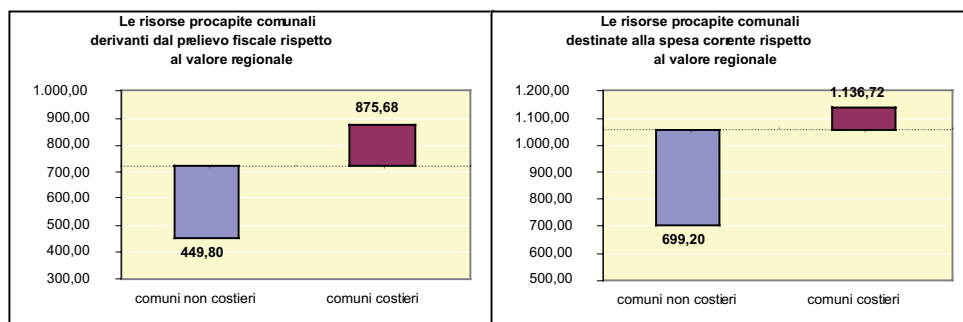 Le risorse procapite comunali
derivanti dal prelievo fiscale rispetto
al valore regionale
1.000,00
900,00
800,00
700,00
600,00
500,00
400,00
300,00
875,68
449,80
comuni non costieri
comuni costieri
Le risorse procapite comunali
destinate alla spesa corrente rispetto
al valore regionale
1.200,00
1.100,00
1.000,00
900,00
800,00
700,00
600,00
500,00
1.136,72
699,20
comuni non costieri
comuni costieri